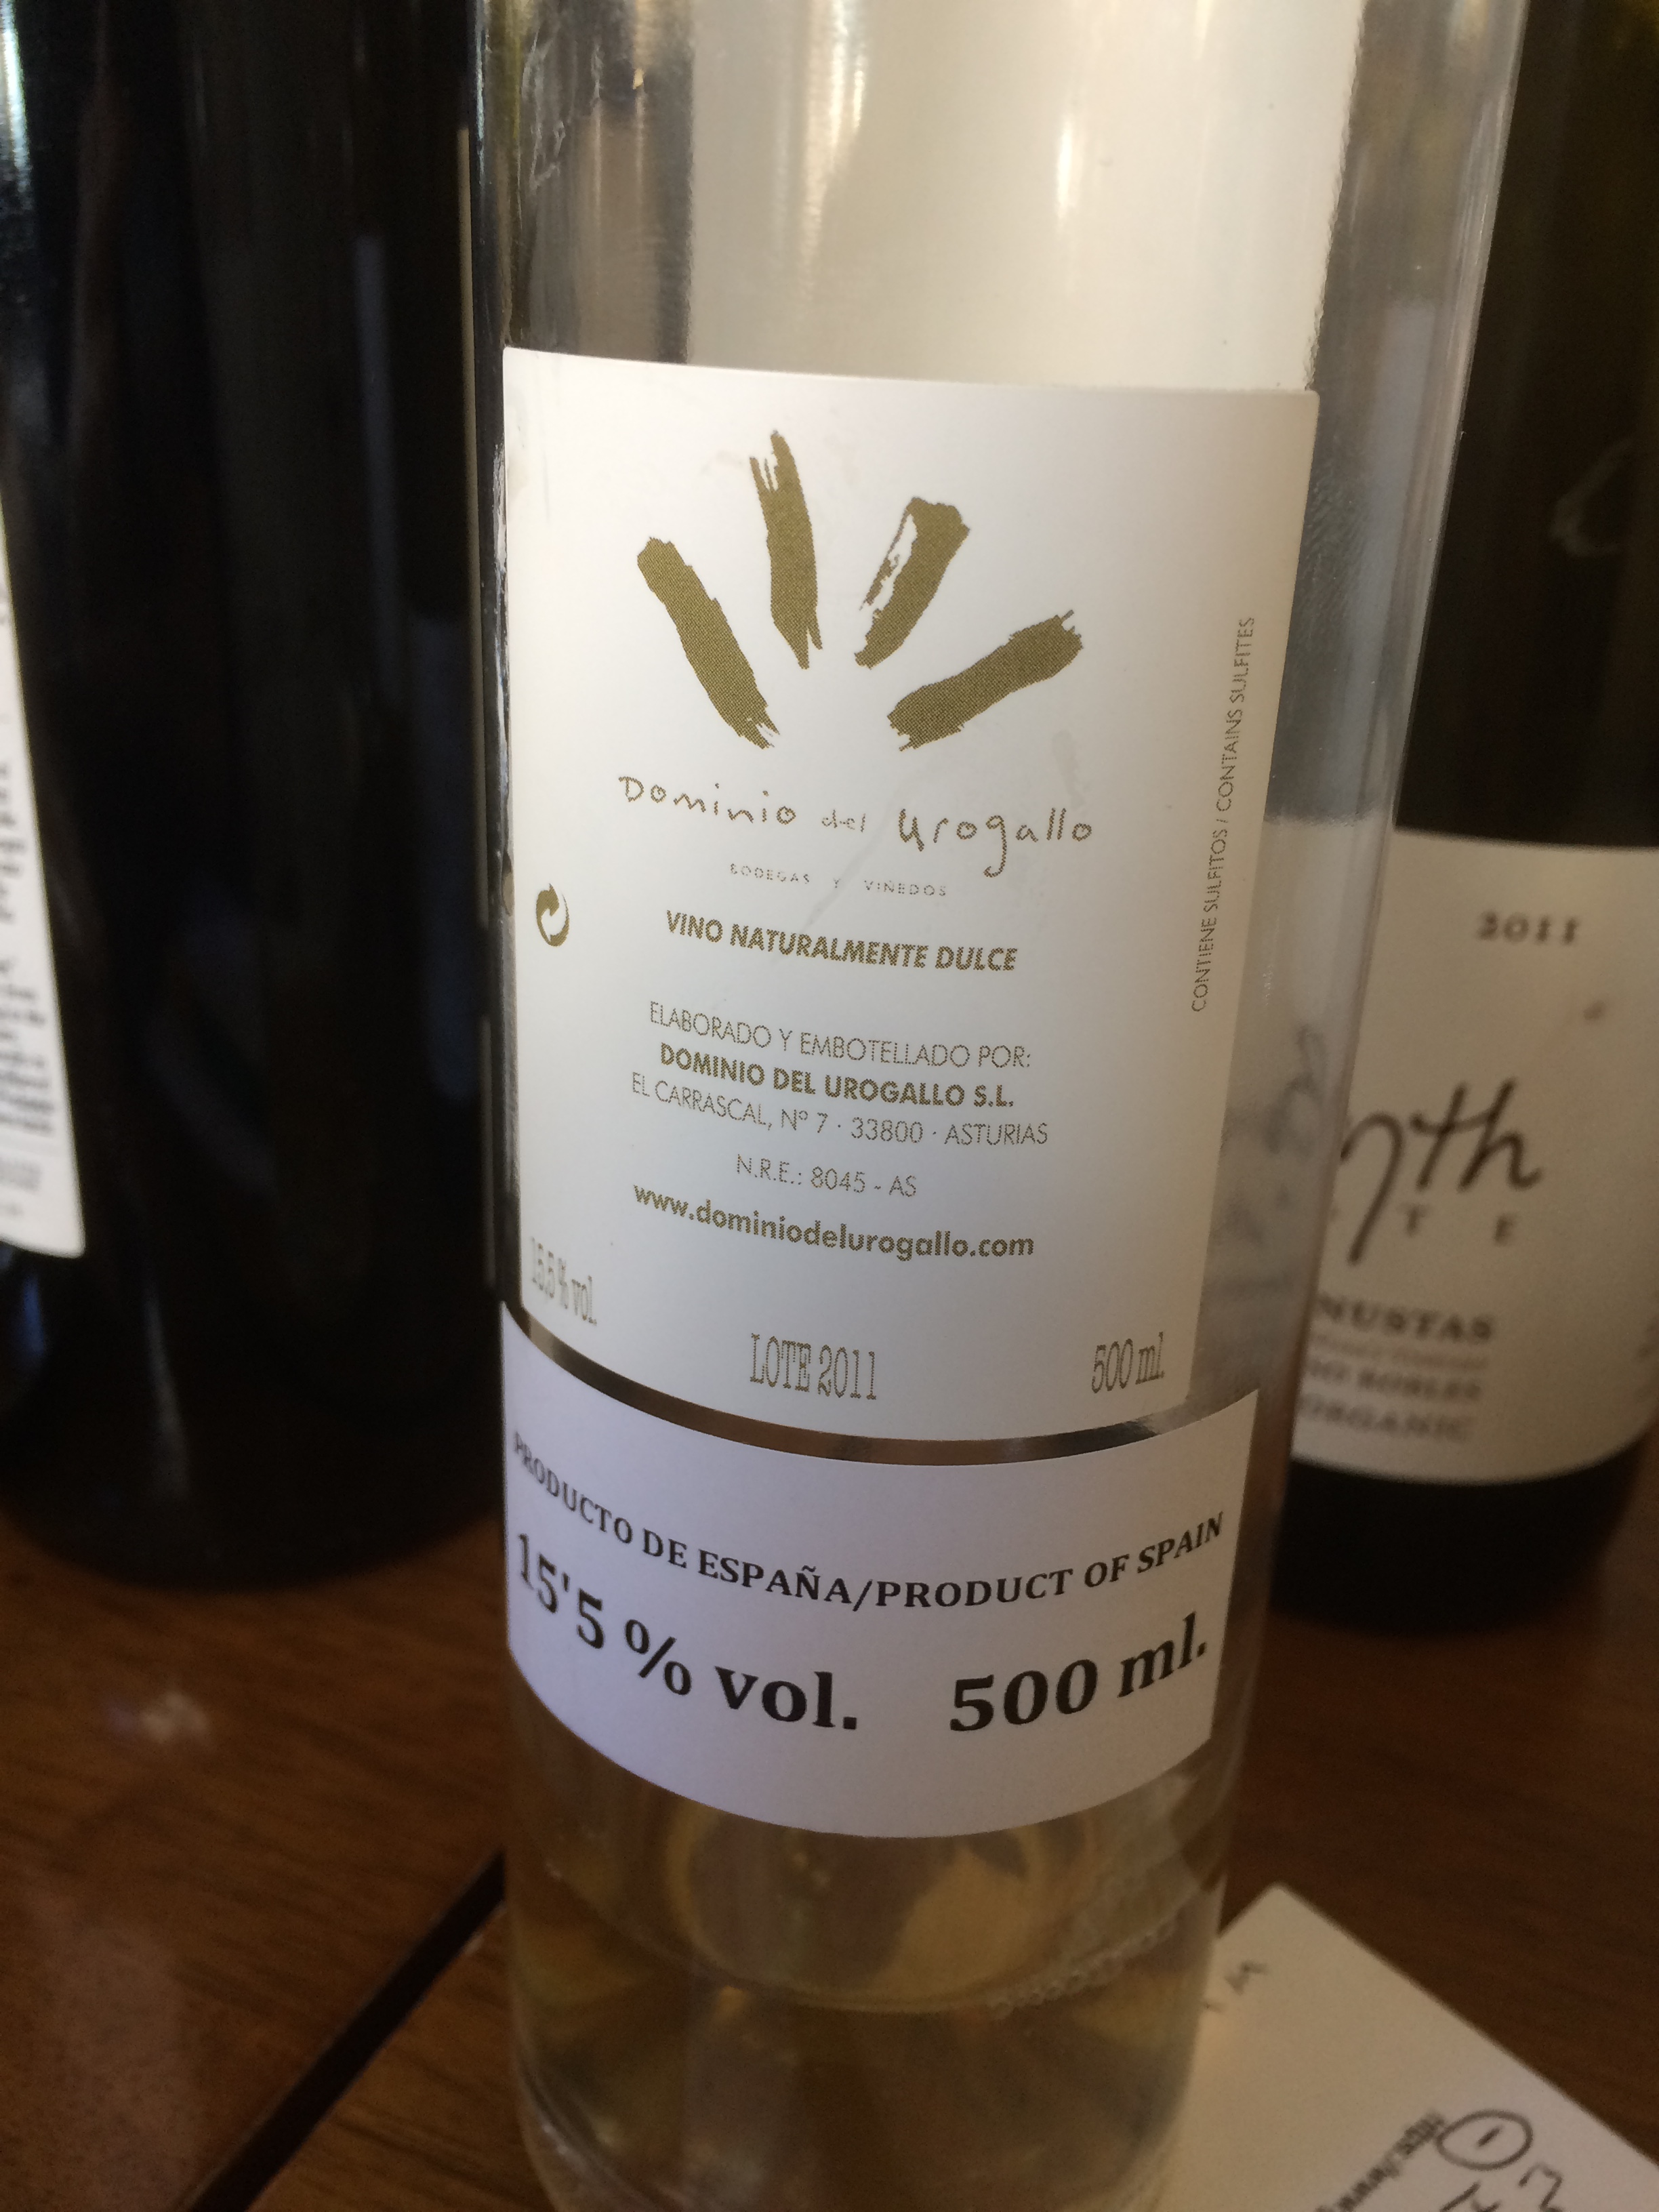 Dominio del Urogallo
BODEGAS Y VIÑEDOS
VINO NATURALMENTE DULCE
ELABORADO Y EMBOTELLADO POR:
DOMINIO DEL UROGALLO S.L.
EL CARRASCAL, Nº 7 · 33800 · ASTURIAS
N.R.E.: 8045 - AS
www.dominiodelurogallo.com
15,5 % vol.
LOTE 2011
500 ml.
CONTIENE SULFITOS / CONTAINS SULFITES
PRODUCTO DE ESPAÑA/PRODUCT OF SPAIN
15'5 % vol. 500 ml.
2011
ORGANIC